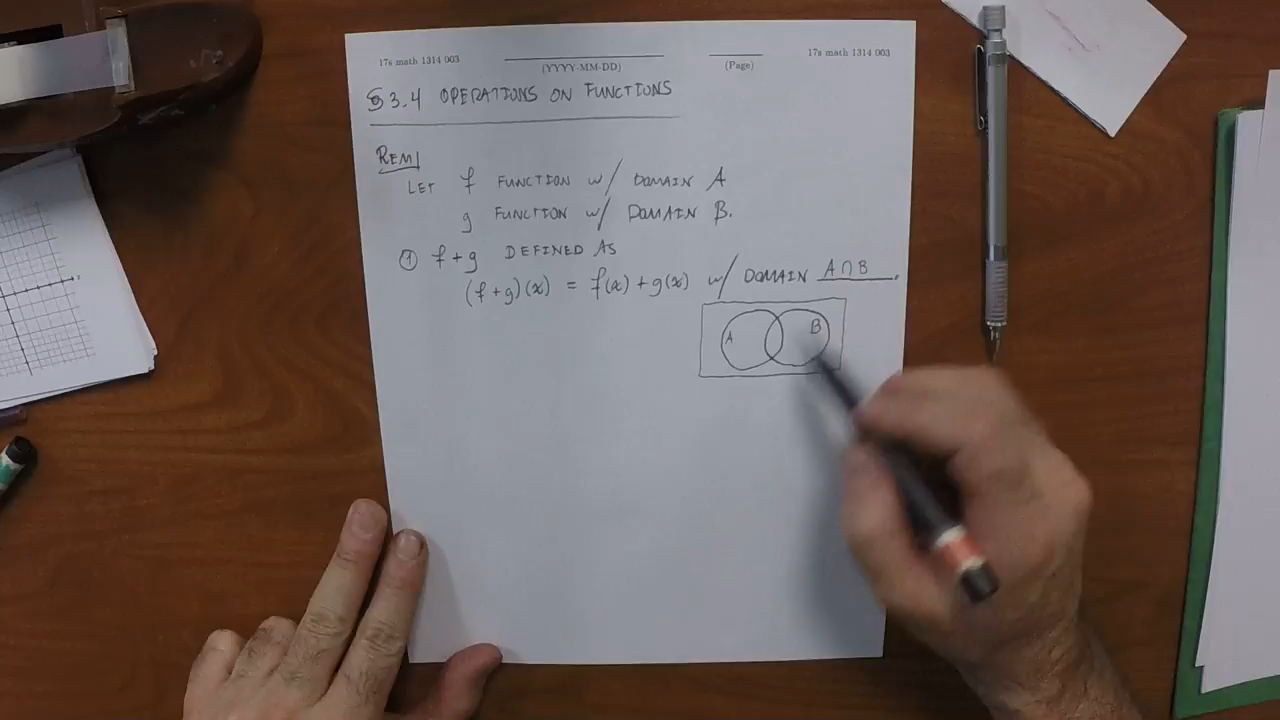 17s math 1314 003 (YYYY-MM-DD) (Page) 17s math 1314 003
§ 3.4 OPERATIONS ON FUNCTIONS
REM
LET f FUNCTION w/ DOMAIN A
g FUNCTION w/ DOMAIN B.
① f+g DEFINED AS
(f+g)(x) = f(x)+g(x) w/ DOMAIN A∩B.
A B